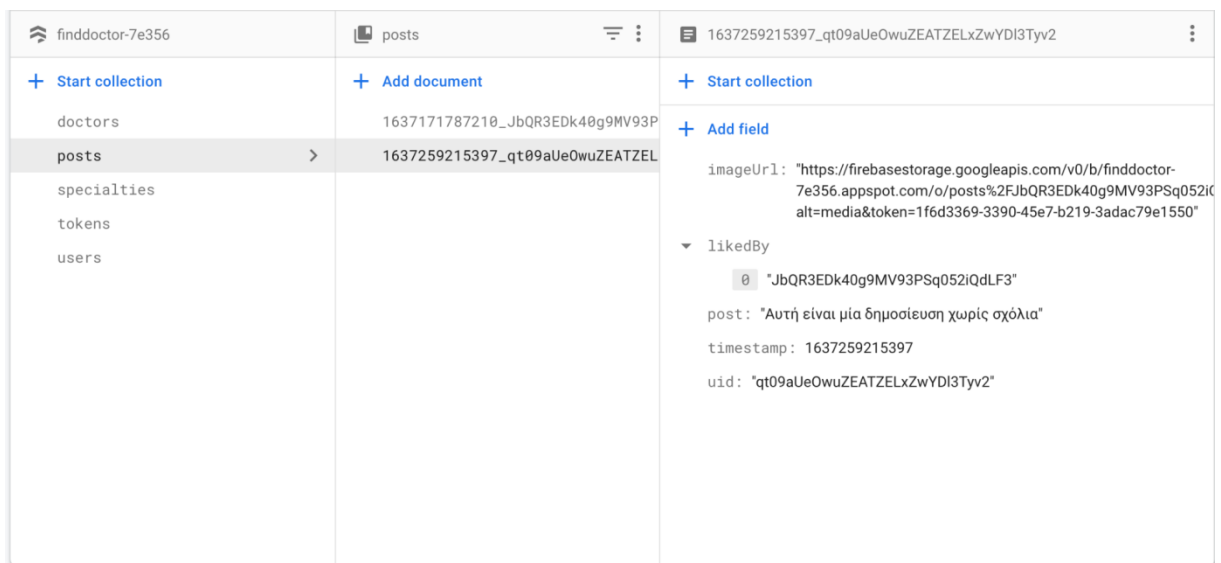 finddoctor-7e356
Start collection
doctors
posts
specialties
tokens
users
posts
Add document
1637171787210_JbQR3EDk40g9MV93P
1637259215397_qt09aUeOwuZEATZEL
1637259215397_qt09aUeOwuZEATZELxZwYDl3Tyv2
Start collection
Add field
imageUrl: "https://firebasestorage.googleapis.com/v0/b/finddoctor-
7e356.appspot.com/o/posts%2FJbQR3EDk40g9MV93PSq052i
alt=media&token=1f6d3369-3390-45e7-b219-3adac79e1550"
likedBy
0 "JbQR3EDk40g9MV93PSq052iQdLF3"
post: "Αυτή είναι μία δημοσίευση χωρίς σχόλια"
timestamp: 1637259215397
uid: "qt09aUeOwuZEATZELxZwYDl3Tyv2"